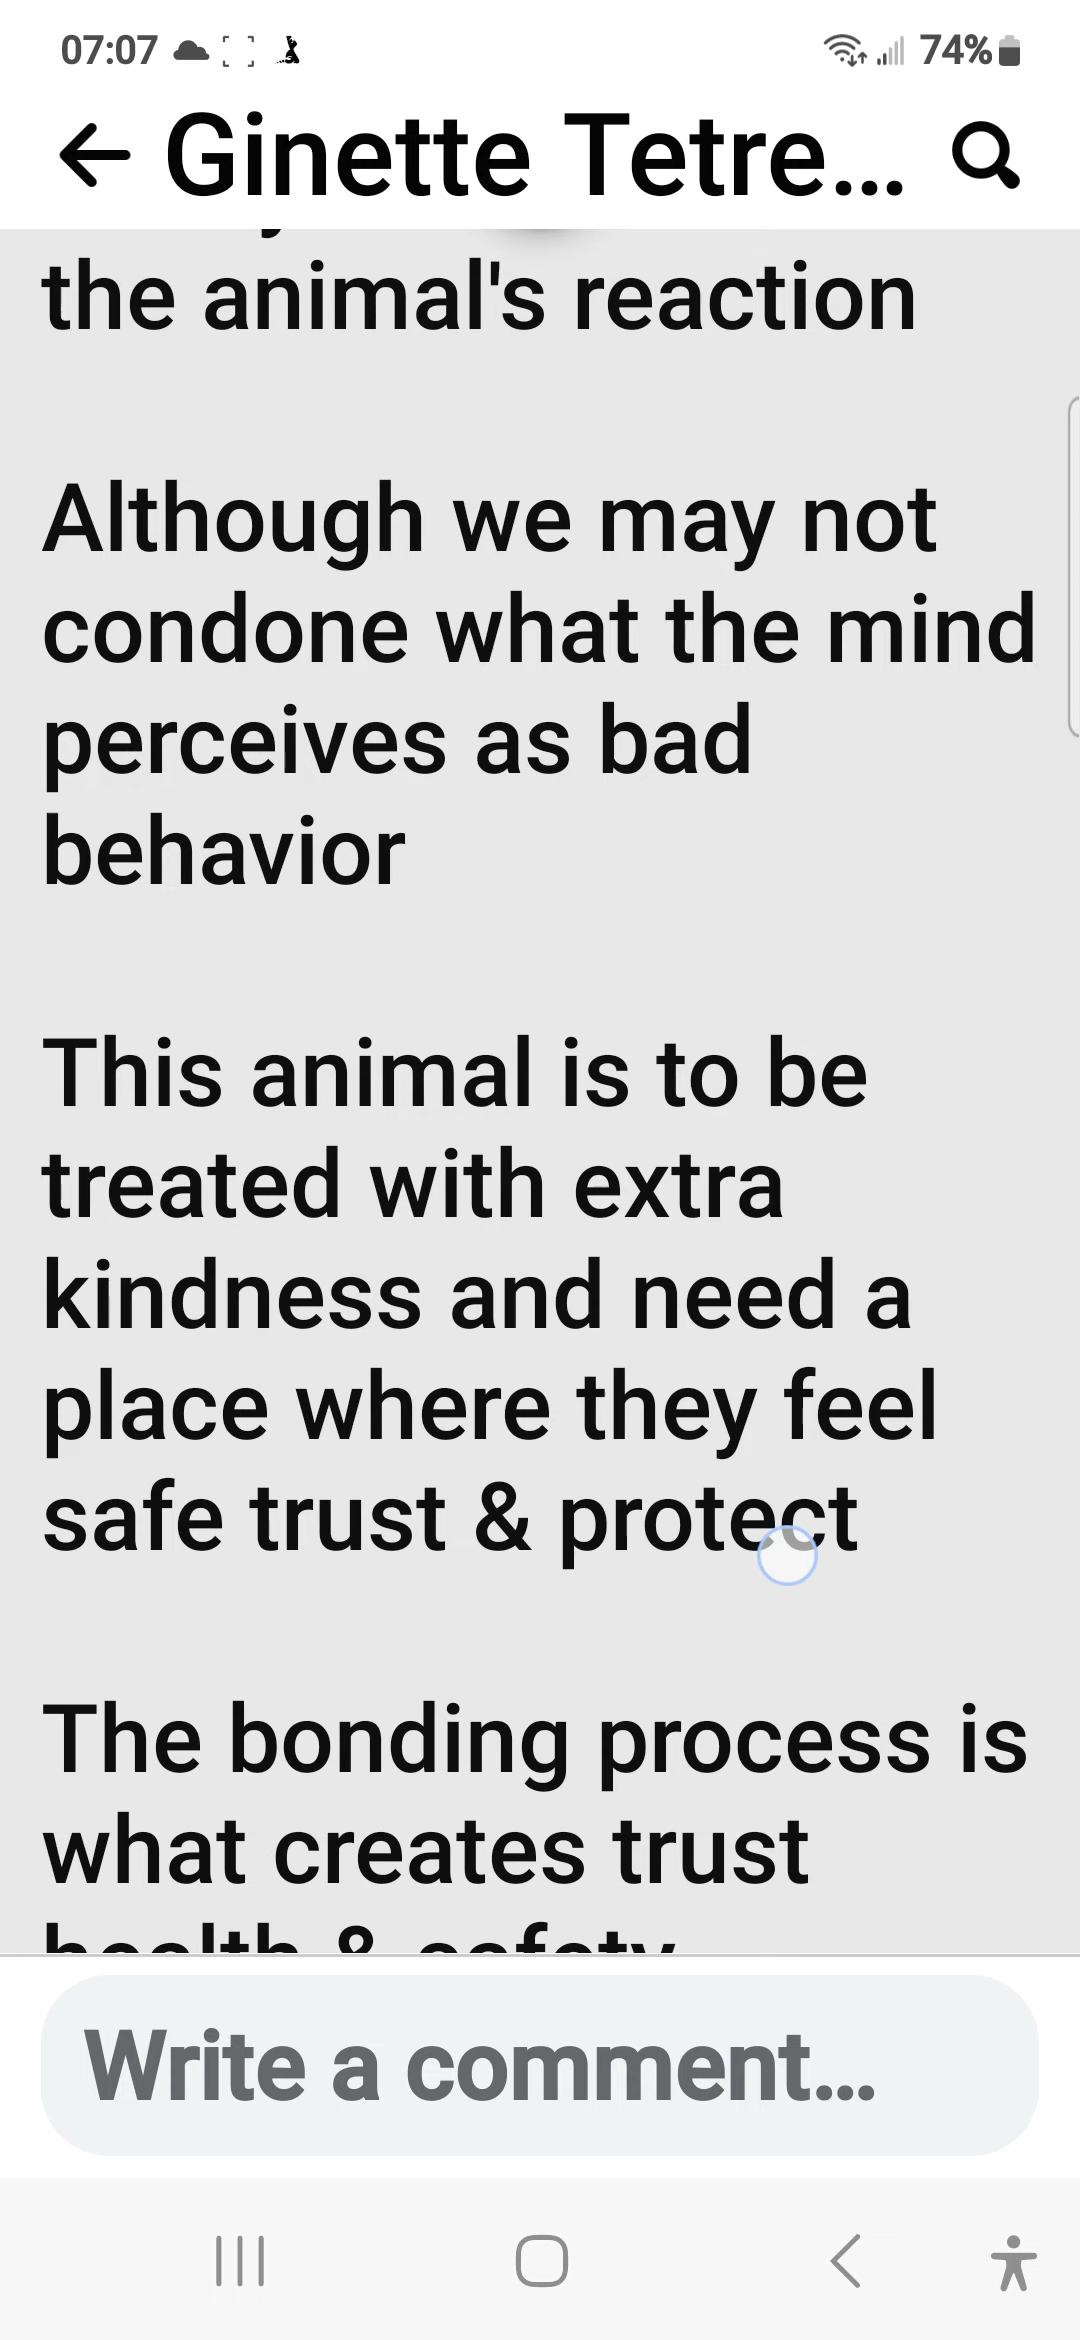 07:07
74%
Ginette Tetre...
the animal's reaction
Although we may not
condone what the mind
perceives as bad
behavior
This animal is to be
treated with extra
kindness and need a
place where they feel
safe trust & protect
The bonding process is
what creates trust
health & safety
Write a comment...